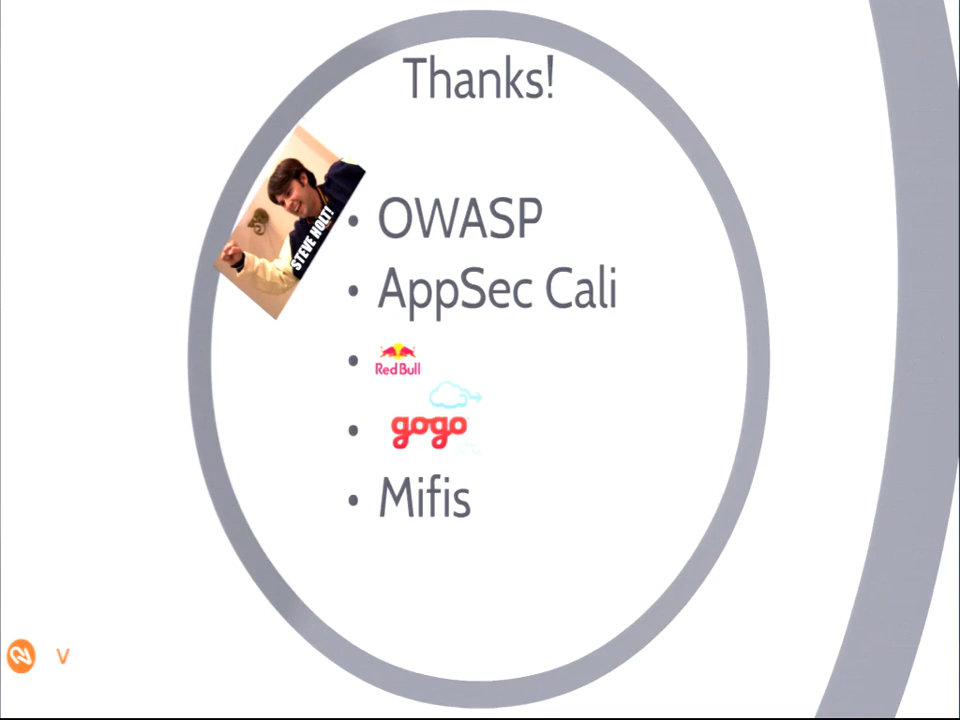 Thanks!
STEVE HOLT!
• OWASP
• AppSec Cali
• Red Bull
• gogo
• Mifis
V